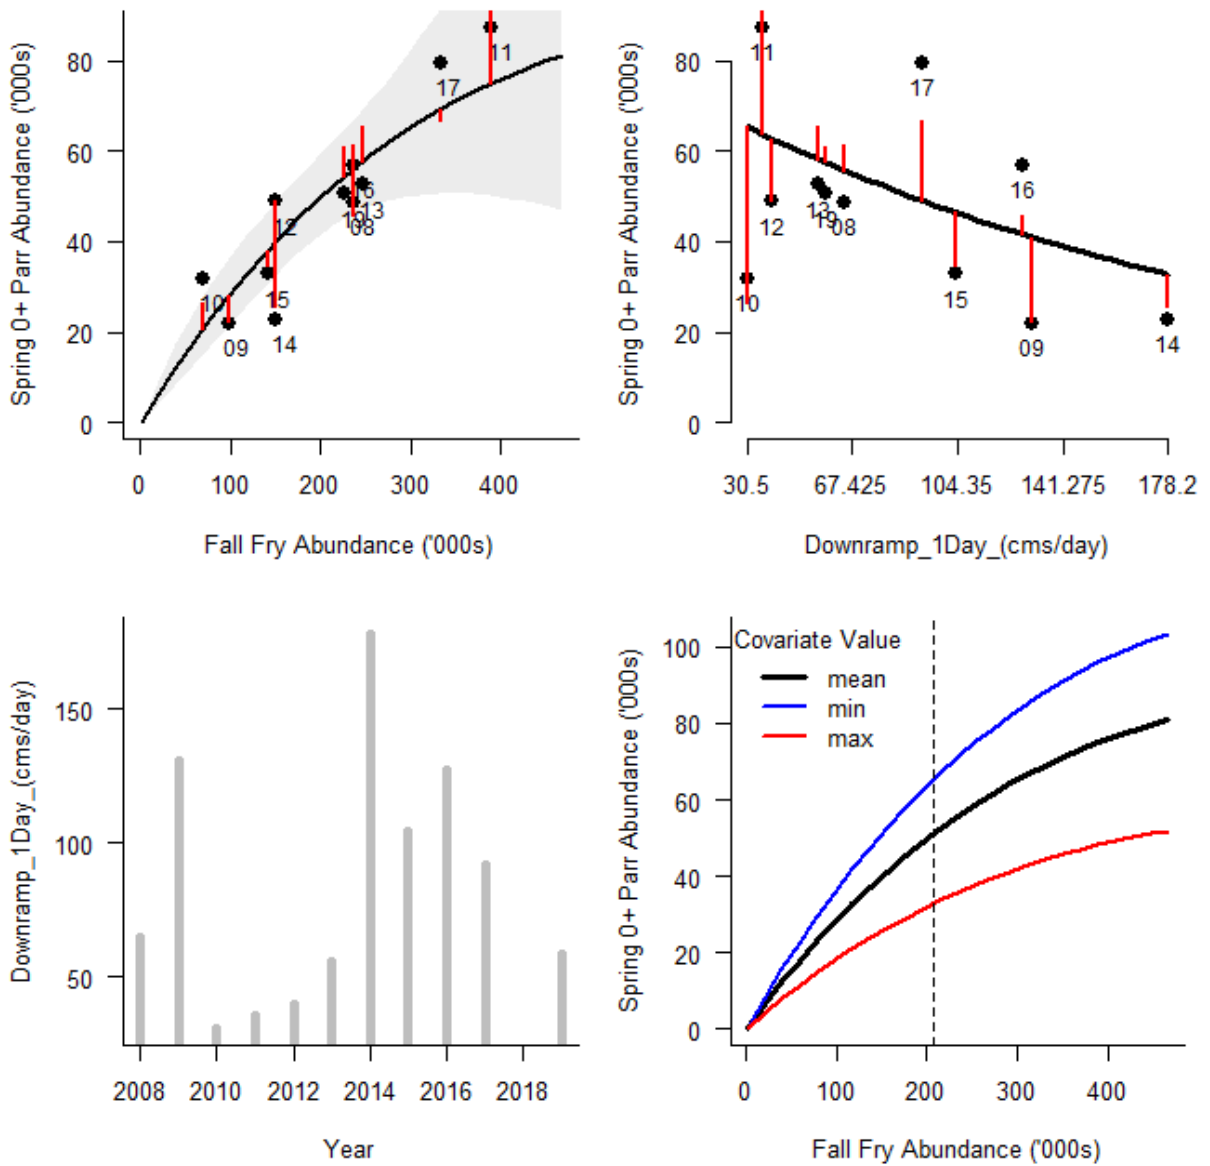 Spring 0+ Parr Abundance ('000s)
80
60
40
20
0
11
17
16
13
19
08
12
10
15
09
14
0 100 200 300 400
Fall Fry Abundance ('000s)
Spring 0+ Parr Abundance ('000s)
80
60
40
20
0
11
17
16
13
19
08
12
10
15
09
14
30.5 67.425 104.35 141.275 178.2
Downramp_1Day_(cms/day)
Downramp_1Day_(cms/day)
150
100
50
2008 2010 2012 2014 2016 2018
Year
Spring 0+ Parr Abundance ('000s)
100
80
60
40
20
0
Covariate Value
mean
min
max
0 100 200 300 400
Fall Fry Abundance ('000s)